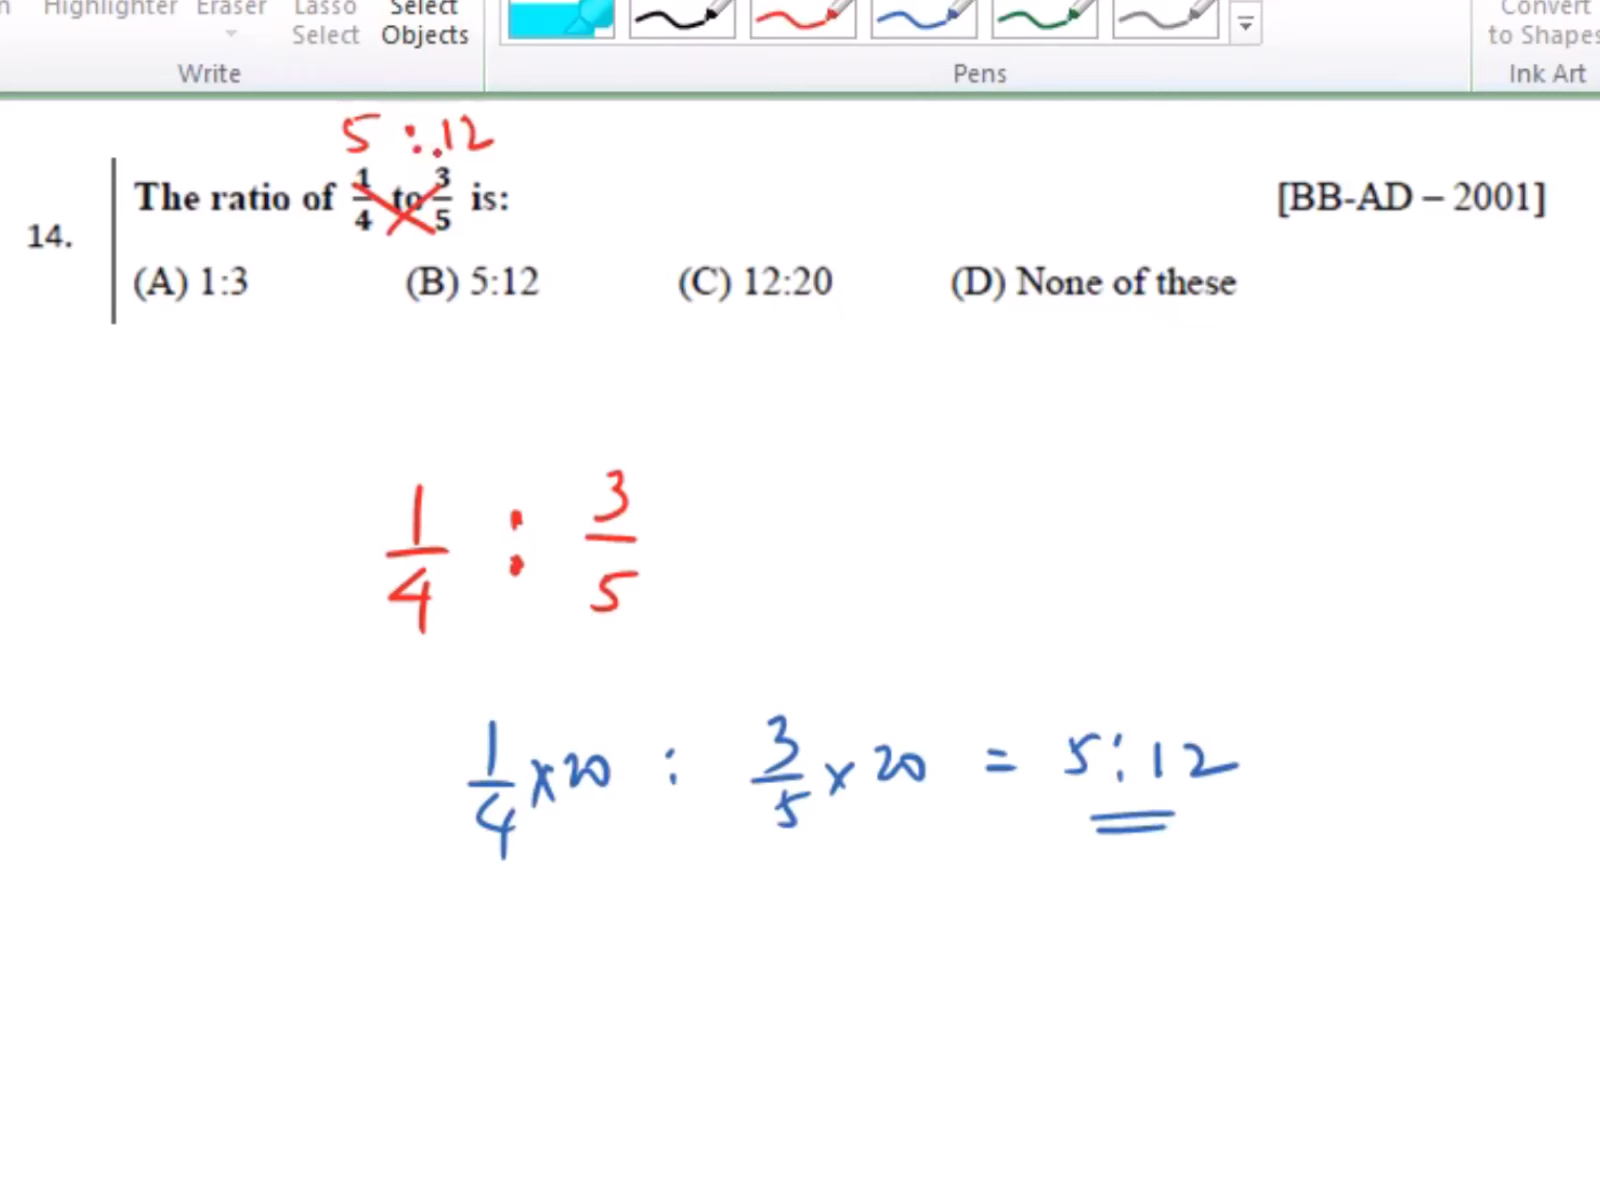 Highlighter Eraser Lasso Select Select Objects Convert to Shapes
Write Pens Ink Art
5 : 12
14. The ratio of 1/4 to 3/5 is: [BB-AD – 2001]
(A) 1:3 (B) 5:12 (C) 12:20 (D) None of these
1/4 : 3/5
1/4 × 20 : 3/5 × 20 = 5:12